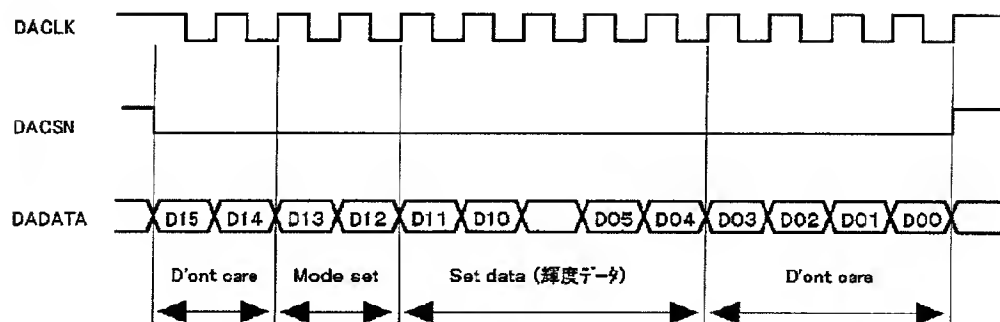 DACLK
DACSN
DADATA D15 D14 D13 D12 D11 D10 D05 D04 D03 D02 D01 D00
D'ont care Mode set Set data (輝度データ) D'ont care